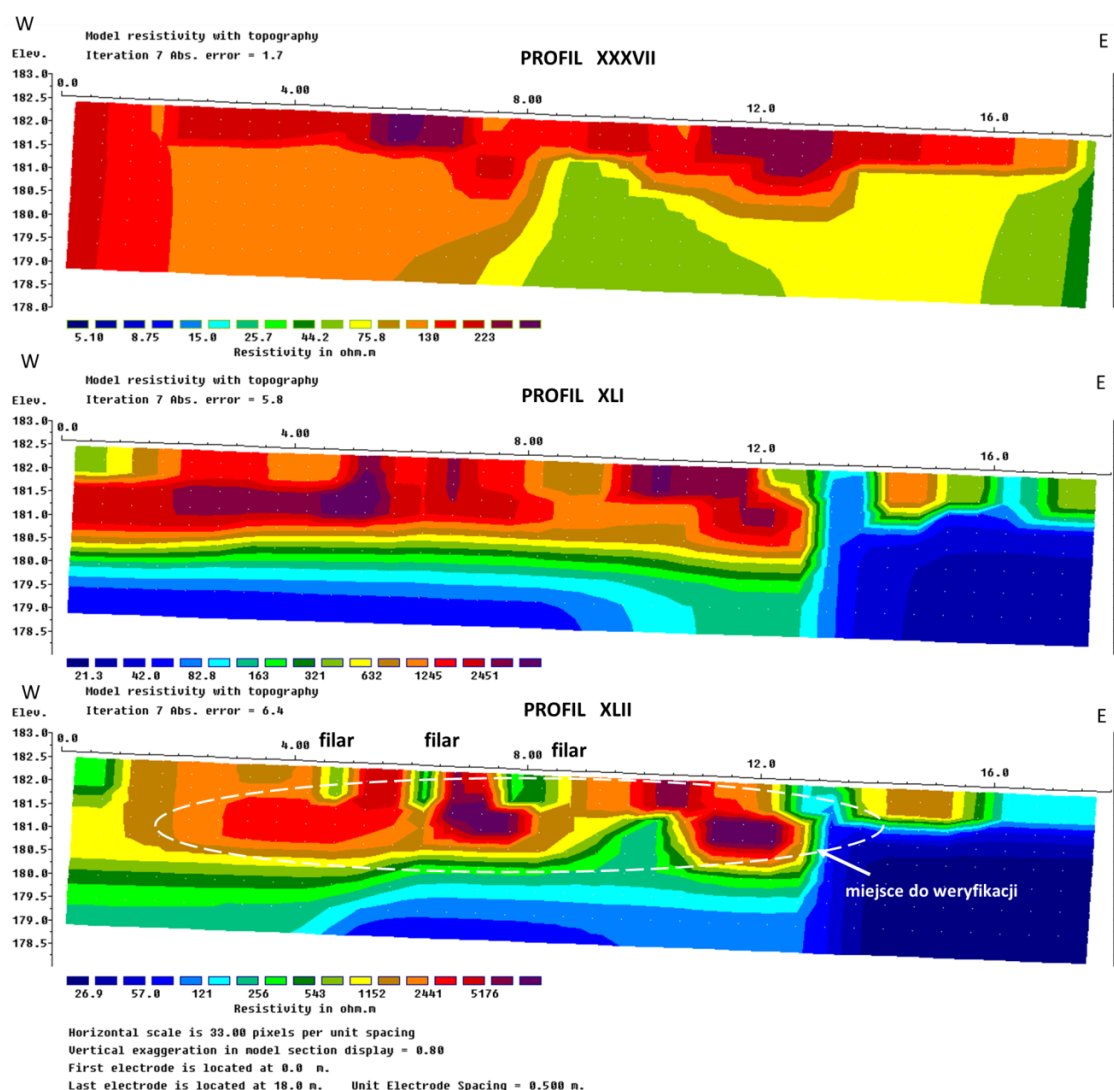 W
E
Model resistivity with topography
Elev. Iteration 7 Abs. error = 1.7
PROFIL XXXVII
183.0
182.5
182.0
181.5
181.0
180.5
180.0
179.5
179.0
178.5
178.0
0.0 4.00 8.00 12.0 16.0
5.10 8.75 15.0 25.7 44.2 75.8 130 223
Resistivity in ohm.m
W
E
Model resistivity with topography
Elev. Iteration 7 Abs. error = 5.8
PROFIL XLI
183.0
182.5
182.0
181.5
181.0
180.5
180.0
179.5
179.0
178.5
0.0 4.00 8.00 12.0 16.0
21.3 42.0 82.8 163 321 632 1245 2451
W
E
Model resistivity with topography
Elev. Iteration 7 Abs. error = 6.4
PROFIL XLII
183.0
182.5
182.0
181.5
181.0
180.5
180.0
179.5
179.0
178.5
0.0 4.00 8.00 12.0 16.0
filar filar filar
miejsce do weryfikacji
26.9 57.0 121 256 543 1152 2441 5176
Resistivity in ohm.m
Horizontal scale is 33.00 pixels per unit spacing
Vertical exaggeration in model section display = 0.80
First electrode is located at 0.0 m.
Last electrode is located at 18.0 m. Unit Electrode Spacing = 0.500 m.